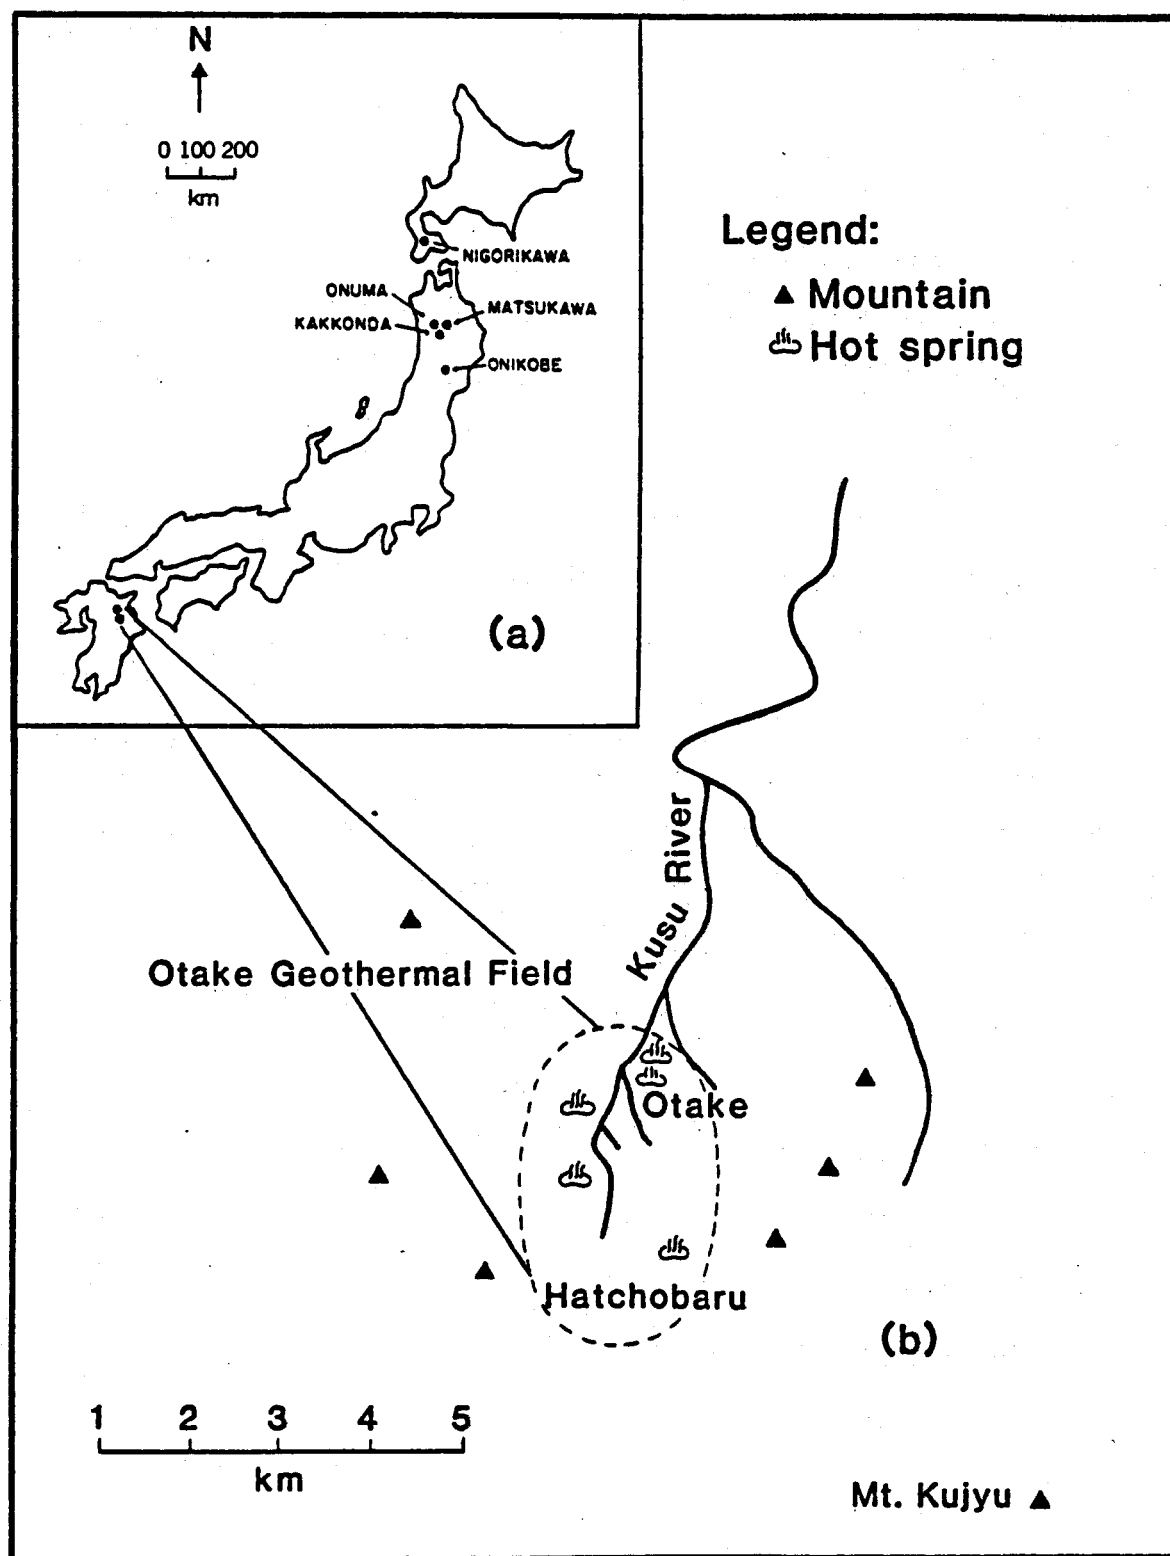 N
0 100 200
km
NIGORIKAWA
ONUMA
MATSUKAWA
KAKKONDA
ONIKOBE
(a)
Legend:
Mountain
Hot spring
Kusu River
Otake Geothermal Field
Otake
Hatchobaru
(b)
1 2 3 4 5
km
Mt. Kujyu